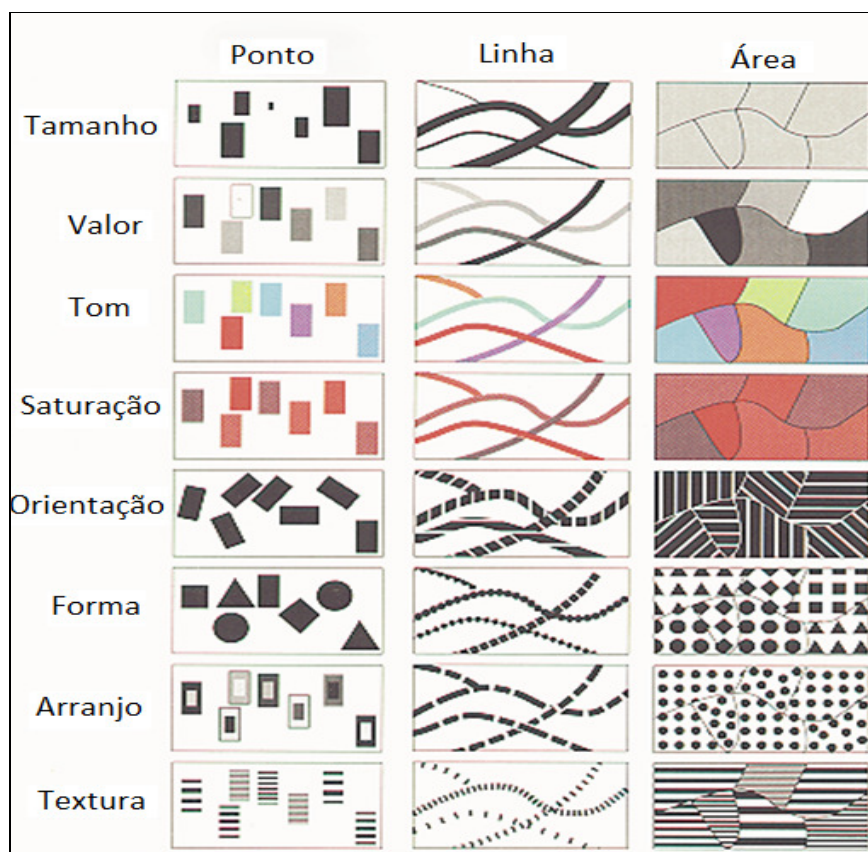 Ponto Linha Área
Tamanho
Valor
Tom
Saturação
Orientação
Forma
Arranjo
Textura